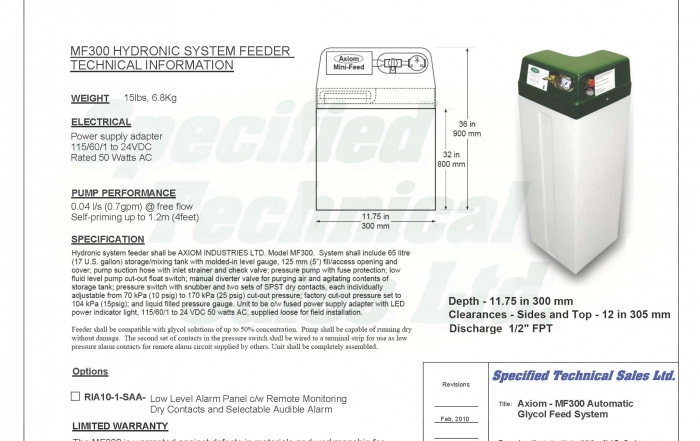 MF300 HYDRONIC SYSTEM FEEDER
TECHNICAL INFORMATION
WEIGHT 15lbs, 6.8Kg
ELECTRICAL
Power supply adapter
115/60/1 to 24VDC
Rated 50 Watts AC
PUMP PERFORMANCE
0.04 l/s (0.7gpm) @ free flow
Self-priming up to 1.2m (4feet)
SPECIFICATION
Hydronic system feeder shall be AXIOM INDUSTRIES LTD. Model MF300. System shall include 65 litre
(17 U.S. gallon) storage/mixing tank with molded-in level gauge, 125 mm (5") fill/access opening and
cover; pump suction hose with inlet strainer and check valve; pressure pump with fuse protection; low
fluid level pump cut-out float switch; manual diverter valve for purging air and agitating contents of
storage tank; pressure switch with snubber and two sets of SPST dry contacts, each individually
adjustable from 70 kPa (10 psig) to 170 kPa (25 psig) cut-out pressure; factory cut-out pressure set to
104 kPa (15psig); and liquid filled pressure gauge. Unit to be c/w fused power supply adapter with LED
power indicator light, 115/60/1 to 24 VDC 50 watts AC, supplied loose for field installation.
Feeder shall be compatible with glycol solutions of up to 50% concentration. Pump shall be capable of running dry
without damage. The second set of contacts in the pressure switch shall be wired to a terminal strip for use as low
pressure alarm contacts for remote alarm circuit supplied by others. Unit shall be completely assembled.
Options
RIA10-1-SAA- Low Level Alarm Panel c/w Remote Monitoring
Dry Contacts and Selectable Audible Alarm
LIMITED WARRANTY
Axiom
Mini-Feed
36 in
900 mm
32 in
800 mm
11.75 in
300 mm
Depth - 11.75 in 300 mm
Clearances - Sides and Top - 12 in 305 mm
Discharge 1/2" FPT
Revisions
Feb, 2010
Specified Technical Sales Ltd.
Title: Axiom - MF300 Automatic
Glycol Feed System
Specified
Technical
Ltd